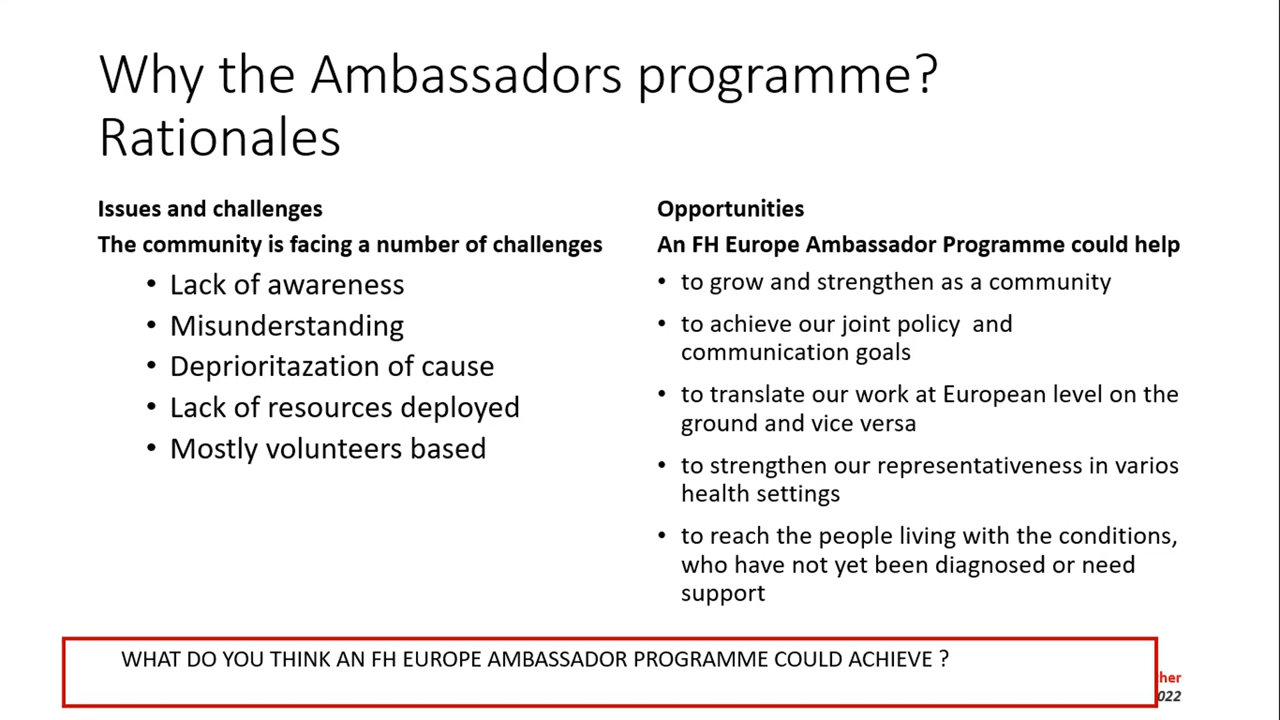 Why the Ambassadors programme?
Rationales
Issues and challenges
The community is facing a number of challenges
• Lack of awareness
• Misunderstanding
• Deprioritazation of cause
• Lack of resources deployed
• Mostly volunteers based
Opportunities
An FH Europe Ambassador Programme could help
• to grow and strengthen as a community
• to achieve our joint policy and
communication goals
• to translate our work at European level on the
ground and vice versa
• to strengthen our representativeness in varios
health settings
• to reach the people living with the conditions,
who have not yet been diagnosed or need
support
WHAT DO YOU THINK AN FH EUROPE AMBASSADOR PROGRAMME COULD ACHIEVE ?
her
022